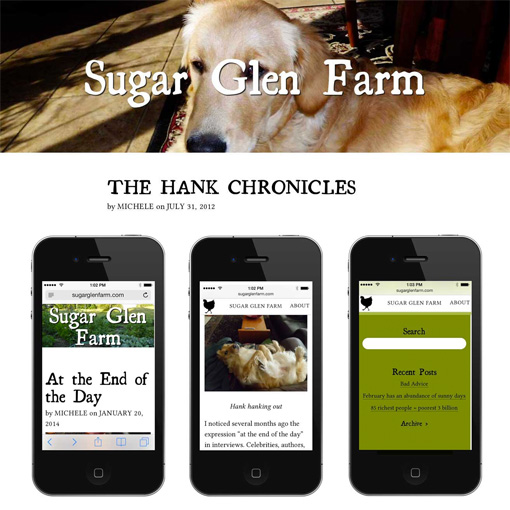 Sugar Glen Farm
THE HANK CHRONICLES
by MICHELE on JULY 31, 2012
1:02 PM
sugarglenfarm.com
Sugar Glen
Farm
At the End of
the Day
by MICHELE on JANUARY 20,
2014
1:02 PM
sugarglenfarm.com
SUGAR GLEN FARM ABOUT
Hank hanking out
I noticed several months ago the
expression "at the end of the day"
in interviews. Celebrities, authors,
1:03 PM
sugarglenfarm.com
SUGAR GLEN FARM ABOUT
Search
Recent Posts
Bad Advice
February has an abundance of sunny days
85 richest people = poorest 3 billion
Archive »